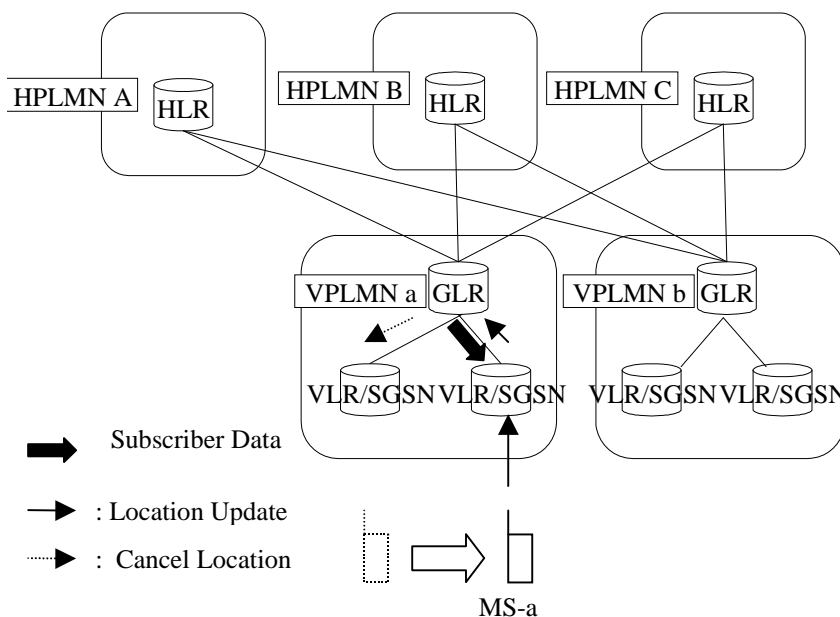 HPLMN A
HLR
HPLMN B
HLR
HPLMN C
HLR
VPLMN a
GLR
VPLMN b
GLR
VLR/SGSN
VLR/SGSN
VLR/SGSN
VLR/SGSN
Subscriber Data
: Location Update
: Cancel Location
MS-a